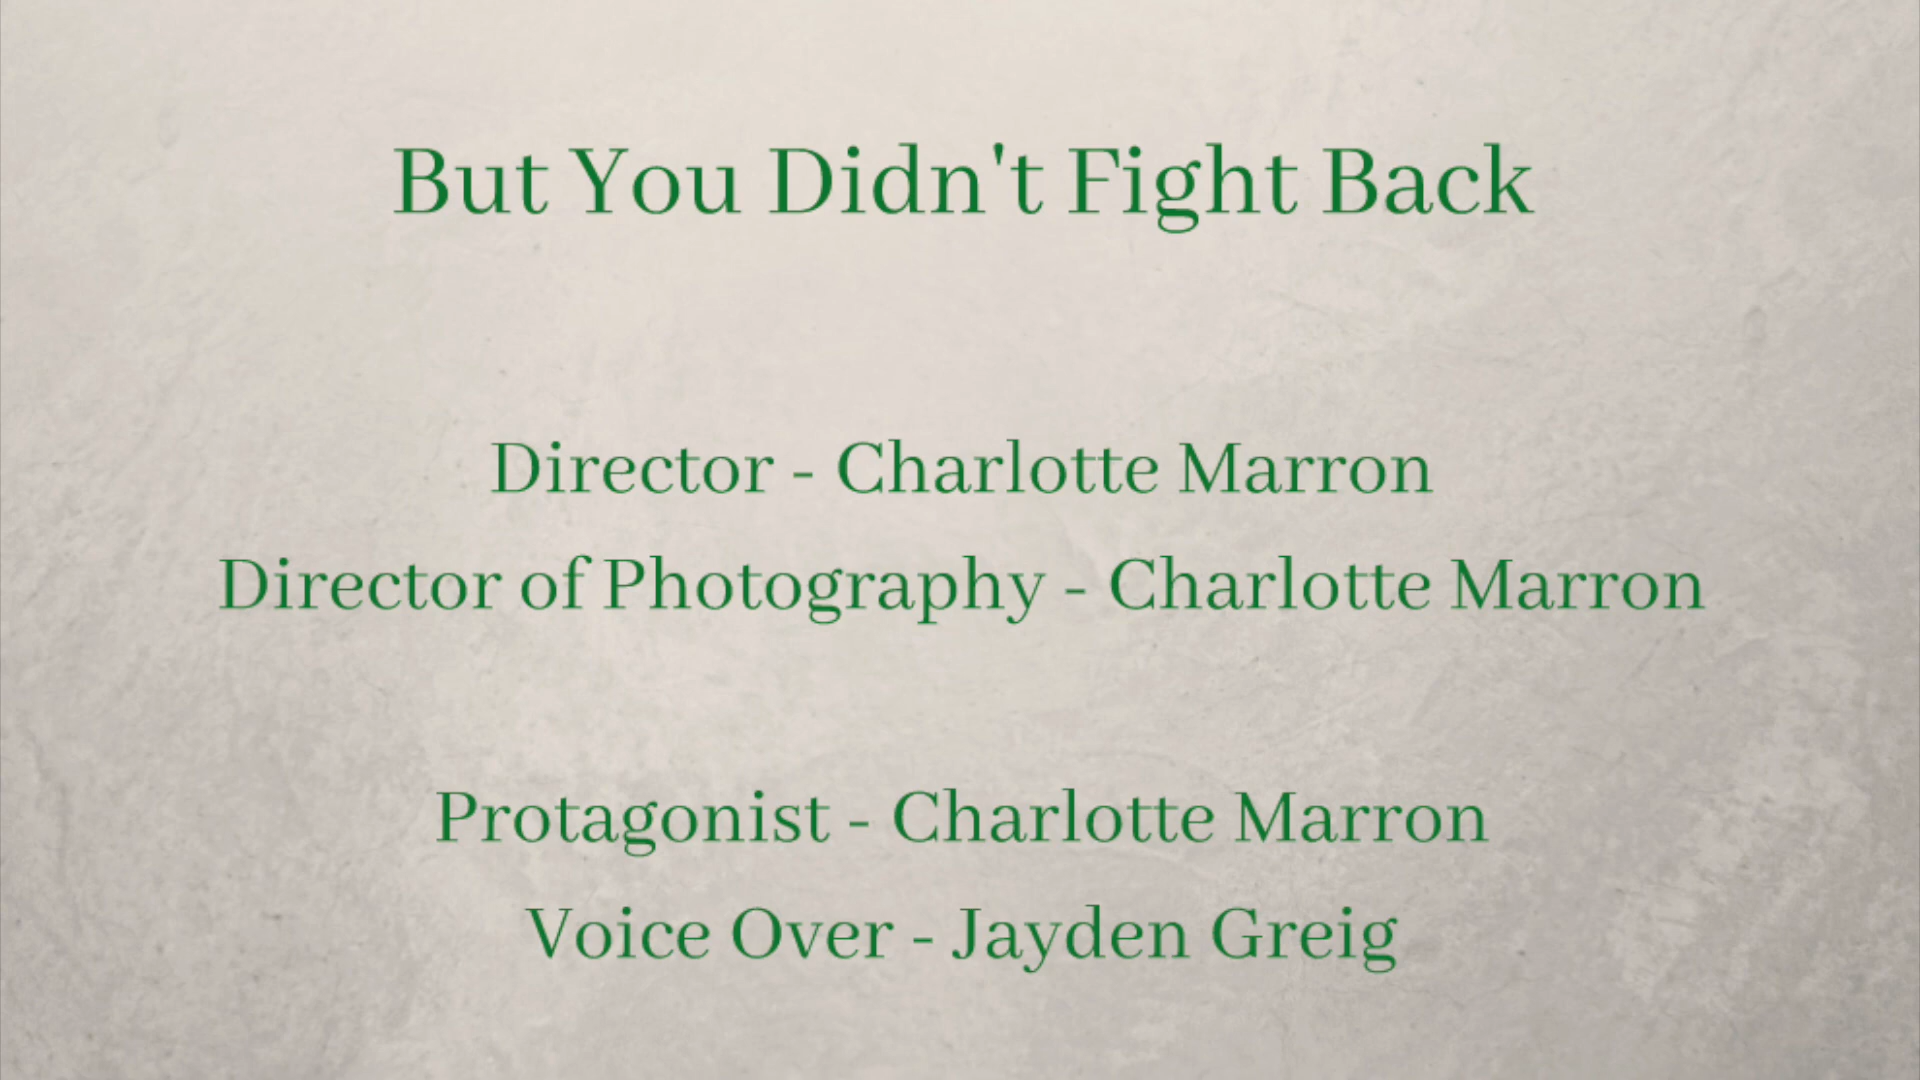 But You Didn't Fight Back
Director - Charlotte Marron
Director of Photography - Charlotte Marron
Protagonist - Charlotte Marron
Voice Over - Jayden Greig